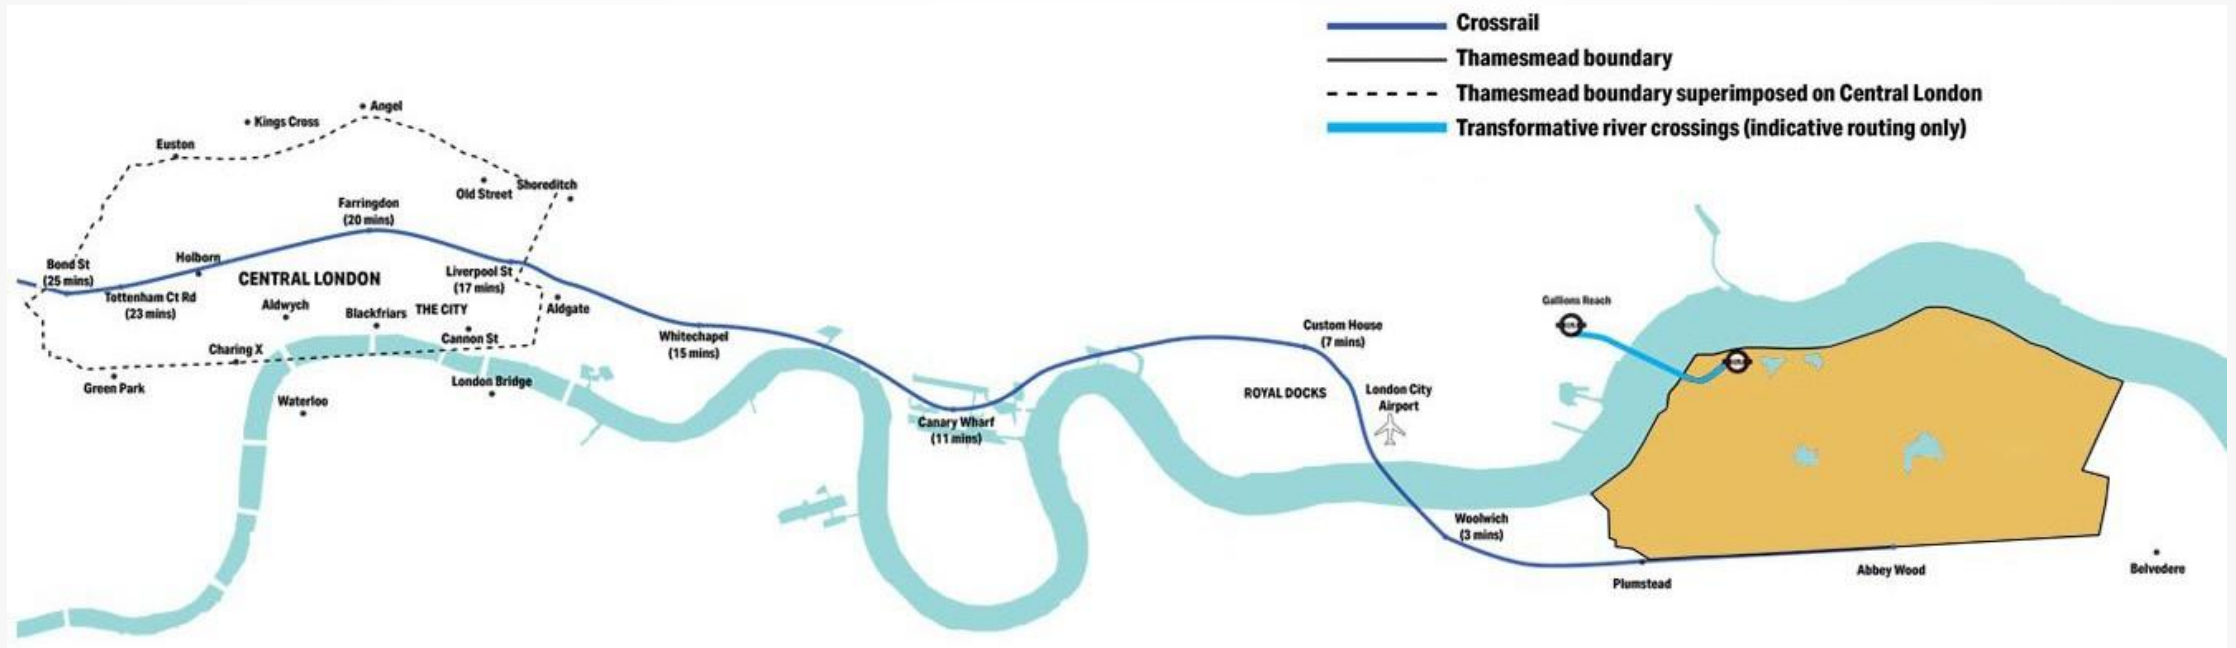 Crossrail
Thamesmead boundary
Thamesmead boundary superimposed on Central London
Transformative river crossings (indicative routing only)
Angel
Kings Cross
Euston
Old Street
Shoreditch
Farringdon
(20 mins)
Bond St
(25 mins)
Holborn
CENTRAL LONDON
Liverpool St
(17 mins)
Tottenham Ct Rd
(23 mins)
Aldwych
Blackfriars
THE CITY
Aldgate
Cannon St
Charing X
Green Park
London Bridge
Waterloo
Whitechapel
(15 mins)
Canary Wharf
(11 mins)
Custom House
(7 mins)
ROYAL DOCKS
London City
Airport
Gallions Reach
Woolwich
(3 mins)
Plumstead
Abbey Wood
Belvedere